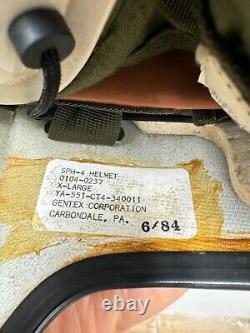 SPH-4 HELMET
0104-0237
X-LARGE
YA-551-CT4-340011
GENTEX CORPORATION
CARBONDALE, PA. 6/84